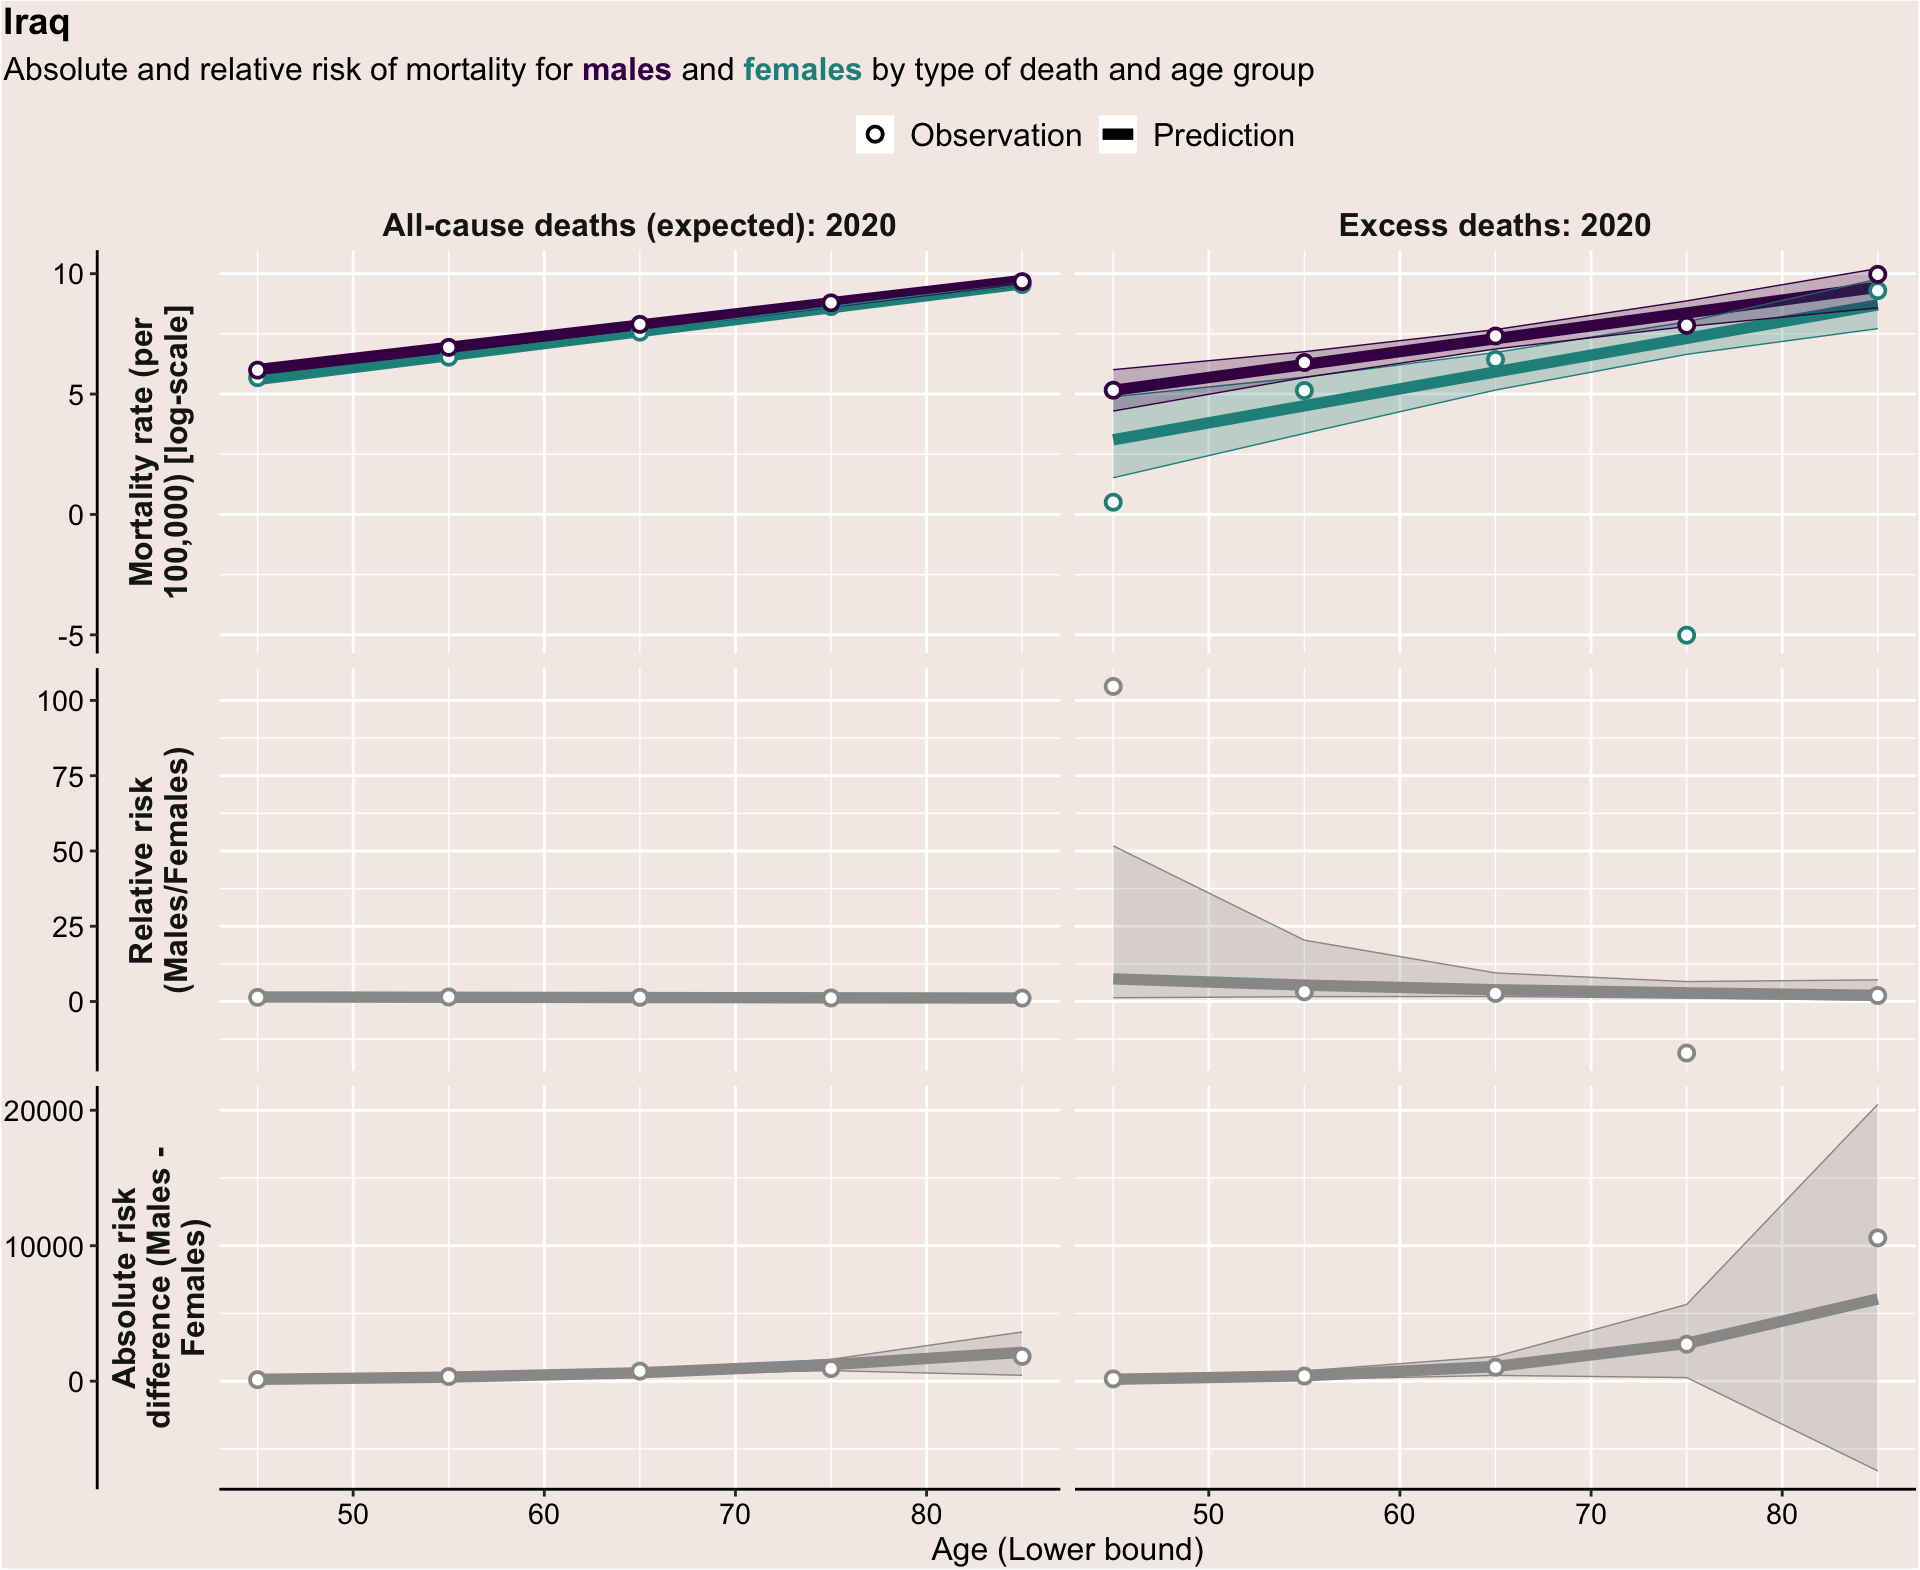 Iraq
Absolute and relative risk of mortality for males and females by type of death and age group
Observation Prediction
All-cause deaths (expected): 2020
Excess deaths: 2020
Mortality rate (per
100,000) [log-scale]
10
5
0
-5
Relative risk
(Males/Females)
100
75
50
25
0
Absolute risk
difference (Males -
Females)
20000
10000
0
50 60 70 80
50 60 70 80
Age (Lower bound)